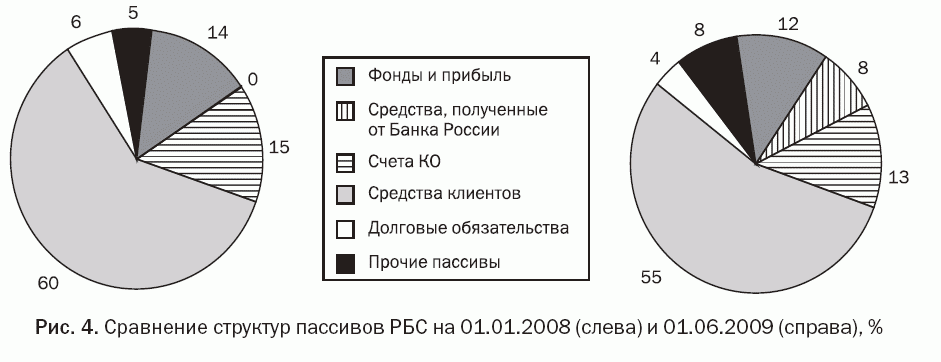 6
5
14
0
15
60
Фонды и прибыль
Средства, полученные
от Банка России
Счета КО
Средства клиентов
Долговые обязательства
Прочие пассивы
4
8
12
8
13
55
Рис. 4. Сравнение структур пассивов РБС на 01.01.2008 (слева) и 01.06.2009 (справа), %